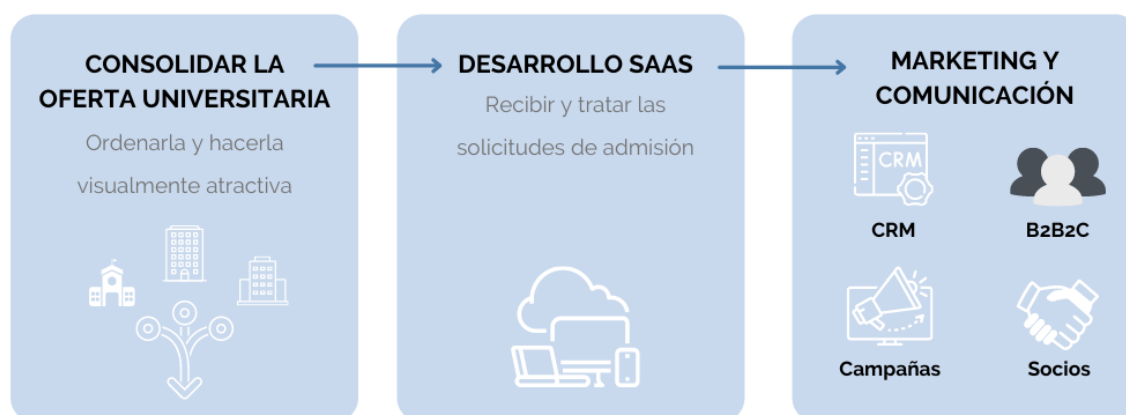 CONSOLIDAR LA
OFERTA UNIVERSITARIA
Ordenarla y hacerla
visualmente atractiva
DESARROLLO SAAS
Recibir y tratar las
solicitudes de admisión
MARKETING Y
COMUNICACIÓN
CRM
CRM
B2B2C
Campañas
Socios